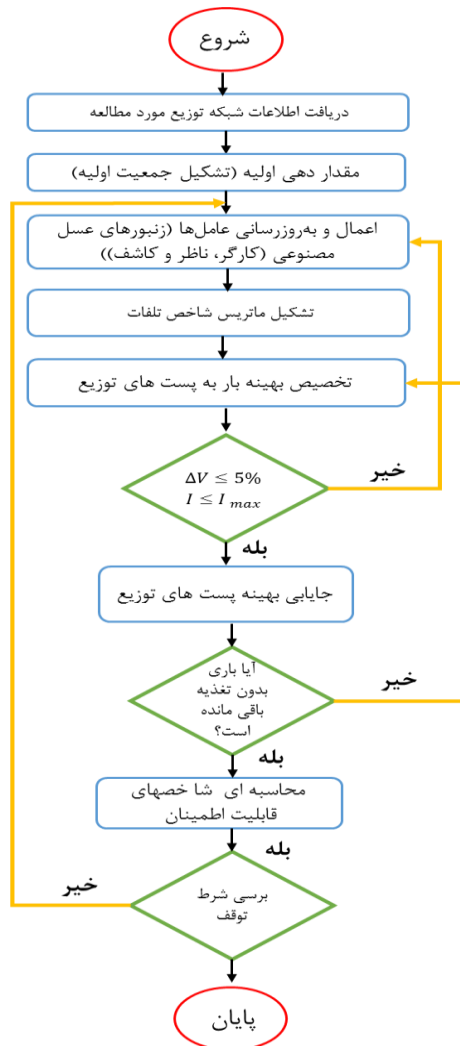 شروع
دریافت اطلاعات شبکه توزیع مورد مطالعه
مقدار دهی اولیه (تشکیل جمعیت اولیه)
اعمال و به‌روزرسانی عامل‌ها (زنبورهای عسل
مصنوعی (کارگر، ناظر و کاشف))
تشکیل ماتریس شاخص تلفات
تخصیص بهینه بار به پست های توزیع
ΔV ≤ 5%
I ≤ I max
خیر
بله
جایابی بهینه پست های توزیع
آیا باری
بدون تغذیه
باقی مانده
است؟
خیر
بله
محاسبه ای شا خصهای
قابلیت اطمینان
بله
برسی شرط
توقف
خیر
پایان